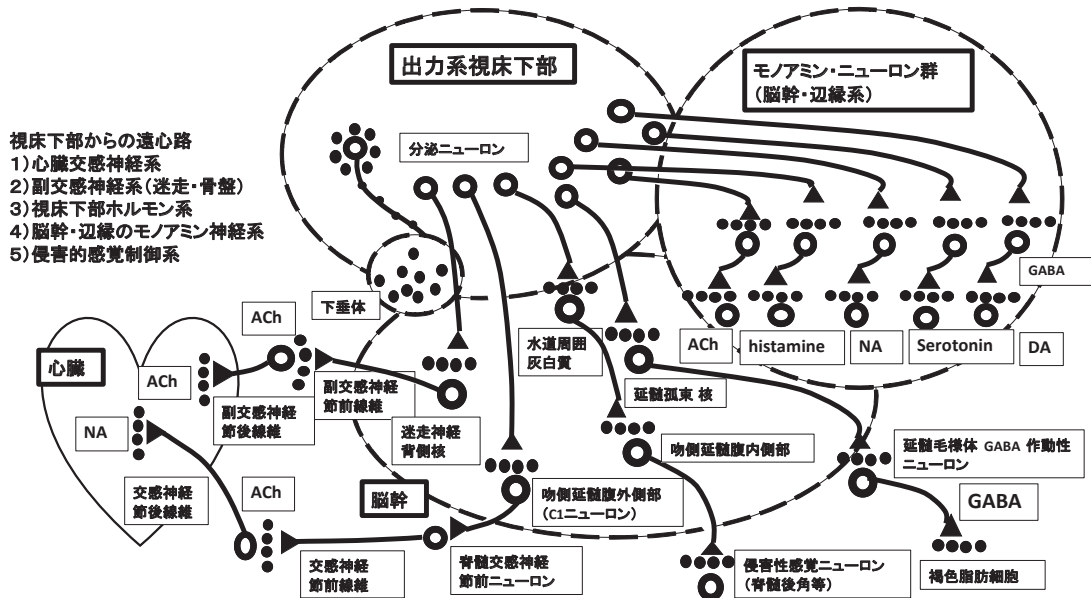 出力系視床下部
モノアミン・ニューロン群
(脳幹・辺縁系)
視床下部からの遠心路
1)心臓交感神経系
2)副交感神経系(迷走・骨盤)
3)視床下部ホルモン系
4)脳幹・辺縁のモノアミン神経系
5)侵害的感覚制御系
分泌ニューロン
GABA
下垂体
ACh
心臓
ACh
副交感神経
節後線維
副交感神経
節前線維
迷走神経
背側核
水道周囲
灰白質
延髄孤束 核
ACh
histamine
NA
Serotonin
DA
NA
交感神経
節後線維
ACh
脳幹
吻側延髄腹外側部
(C1ニューロン)
吻側延髄腹内側部
延髄毛様体 GABA 作動性
ニューロン
GABA
交感神経
節前線維
脊髄交感神経
節前ニューロン
侵害性感覚ニューロン
(脊髄後角等)
褐色脂肪細胞